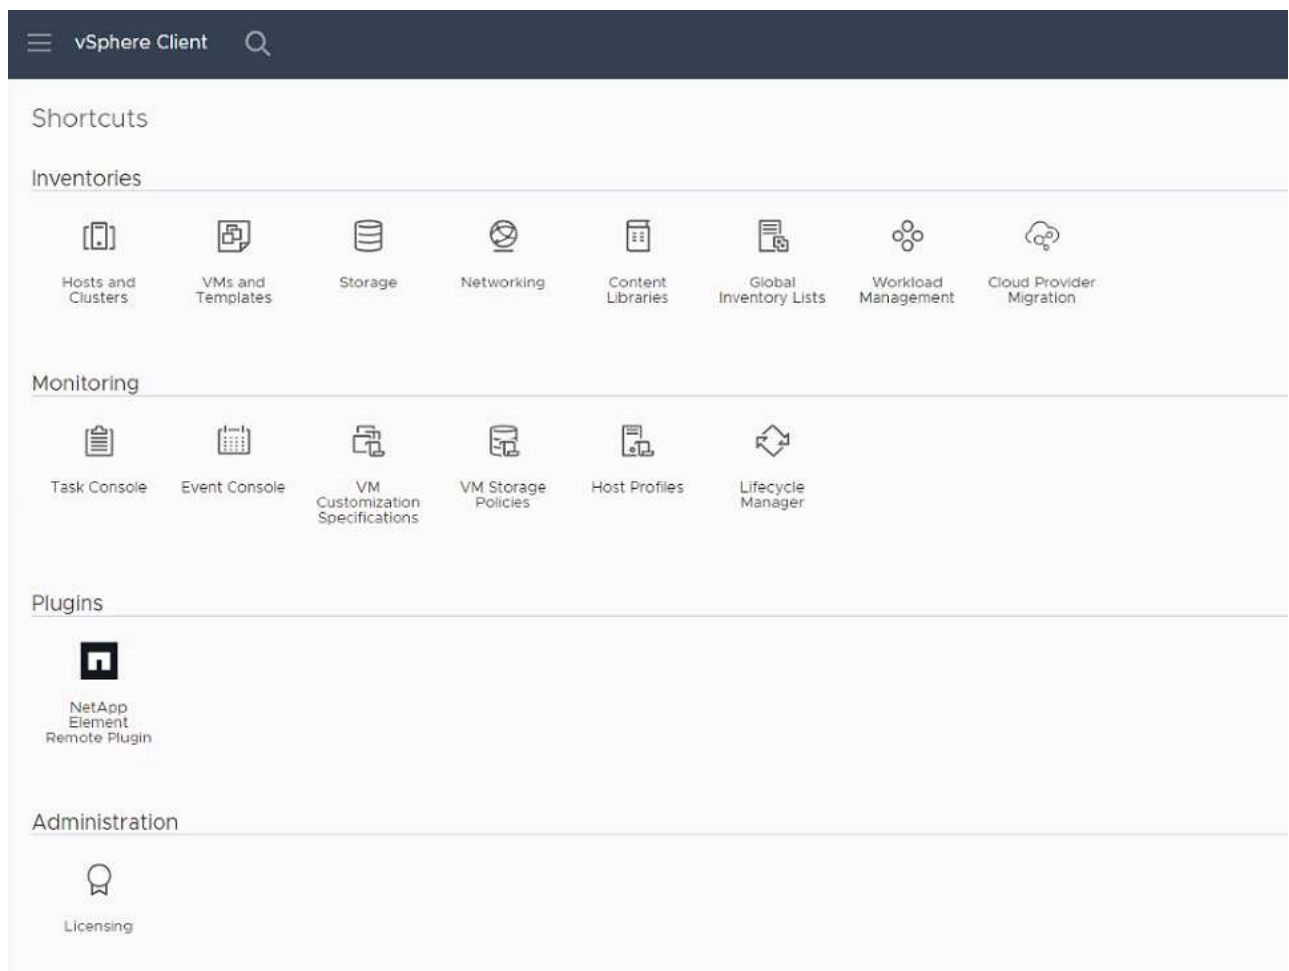 vSphere Client
Shortcuts
Inventories
Hosts and
Clusters
VMs and
Templates
Storage
Networking
Content
Libraries
Global
Inventory Lists
Workload
Management
Cloud Provider
Migration
Monitoring
Task Console
Event Console
VM
Customization
Specifications
VM Storage
Policies
Host Profiles
Lifecycle
Manager
Plugins
NetApp
Element
Remote Plugin
Administration
Licensing